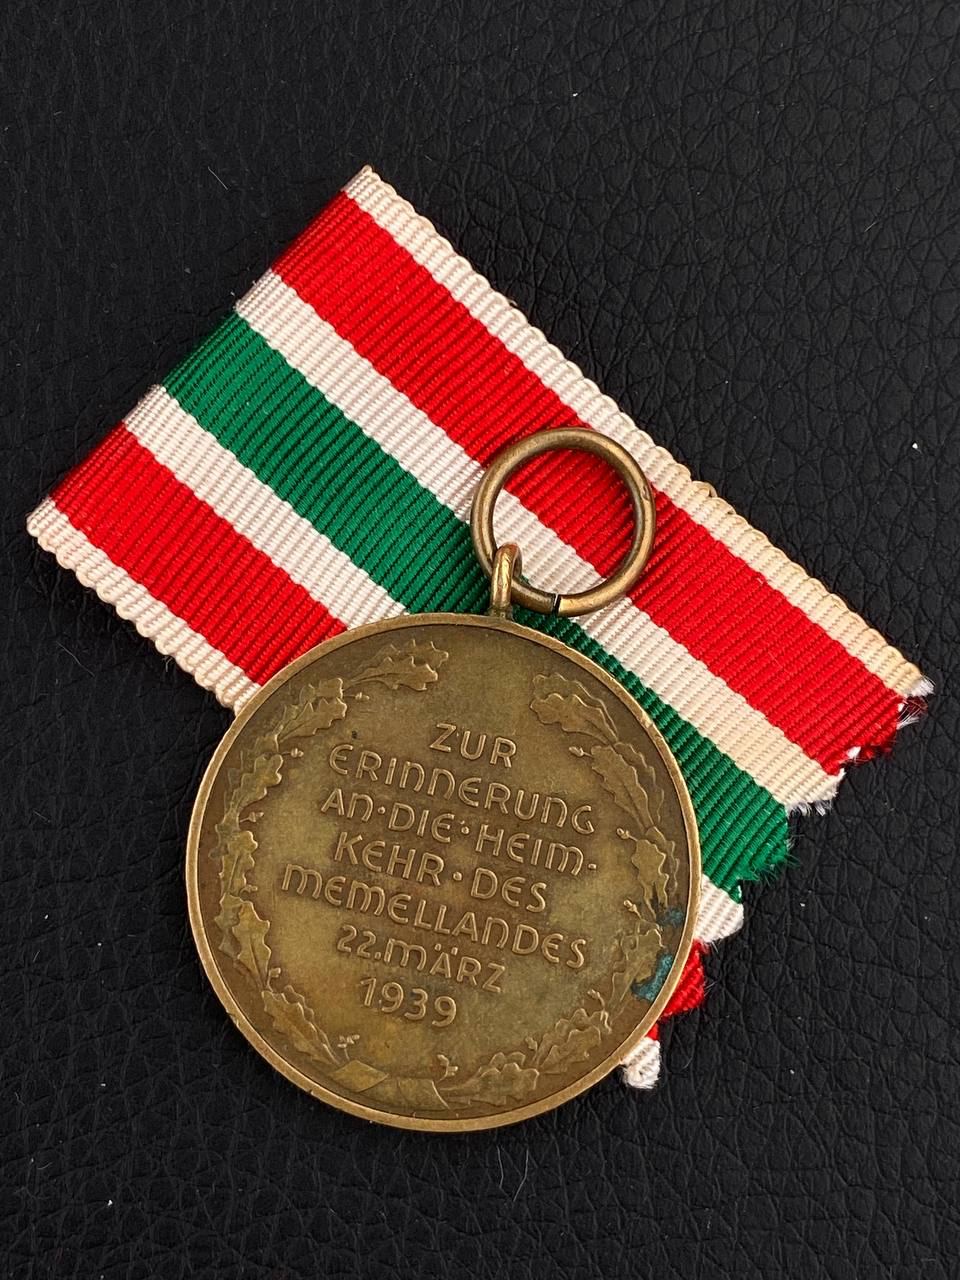 ZUR
ERINNERUNG
AN·DIE·HEIM-
KEHR·DES
MEMELLANDES
22.MÄRZ
1939